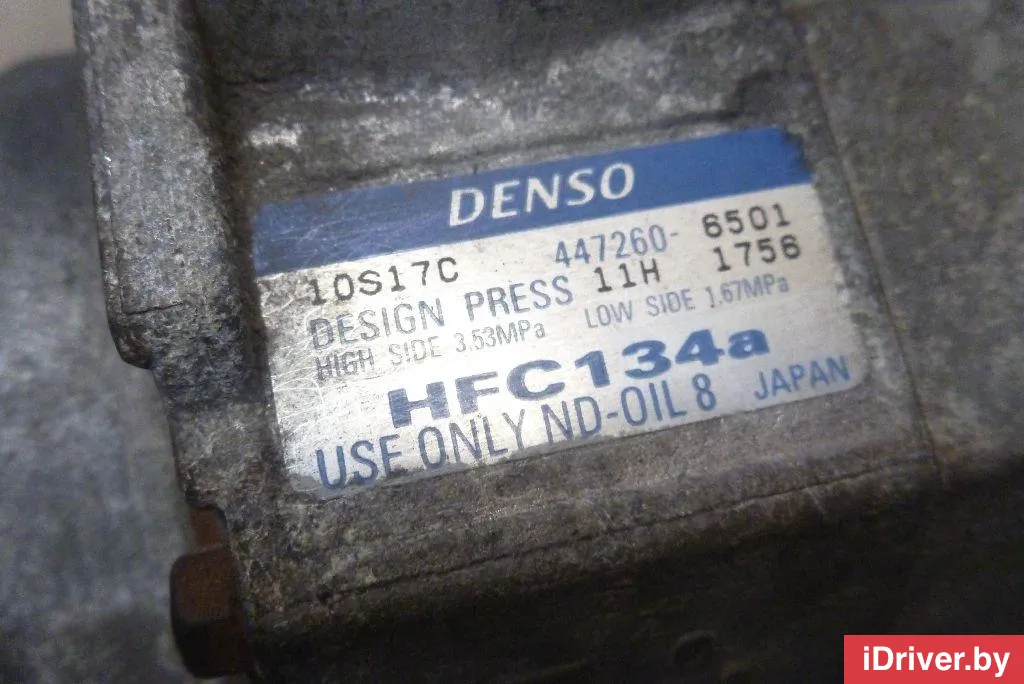 DENSO
10S17C 447260- 6501
DESIGN PRESS 11H 1756
HIGH SIDE 3.53MPa LOW SIDE 1.67MPa
HFC134a
USE ONLY ND-OIL 8 JAPAN
iDriver.by